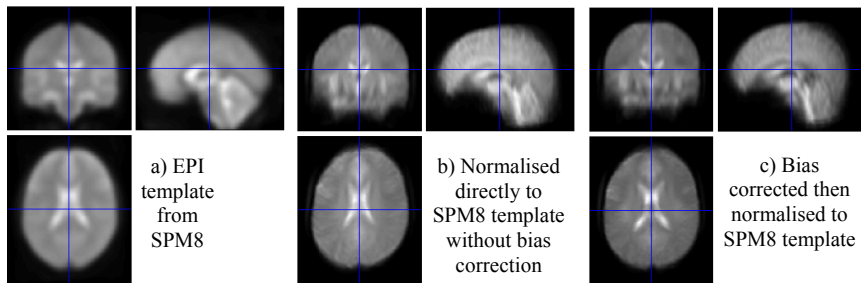 a) EPI
template
from
SPM8
b) Normalised
directly to
SPM8 template
without bias
correction
c) Bias
corrected then
normalised to
SPM8 template